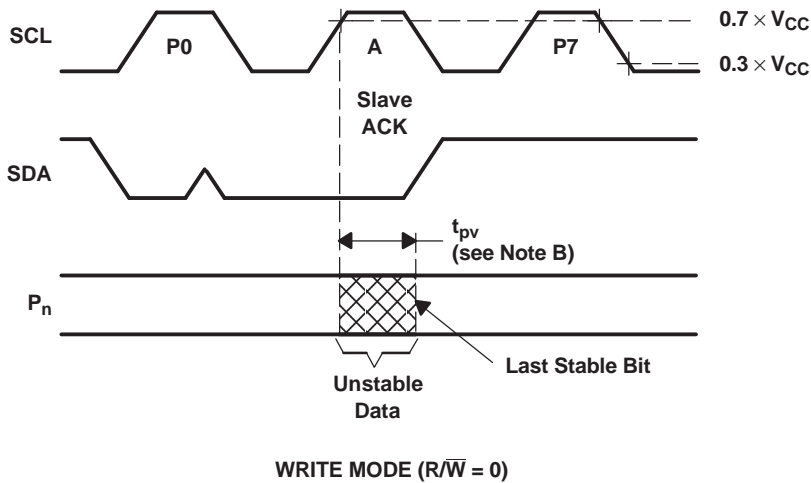 SCL
P0
A
P7
0.7 × VCC
0.3 × VCC
Slave
ACK
SDA
tpv
(see Note B)
Pn
Last Stable Bit
Unstable
Data
WRITE MODE (R/W̅ = 0)